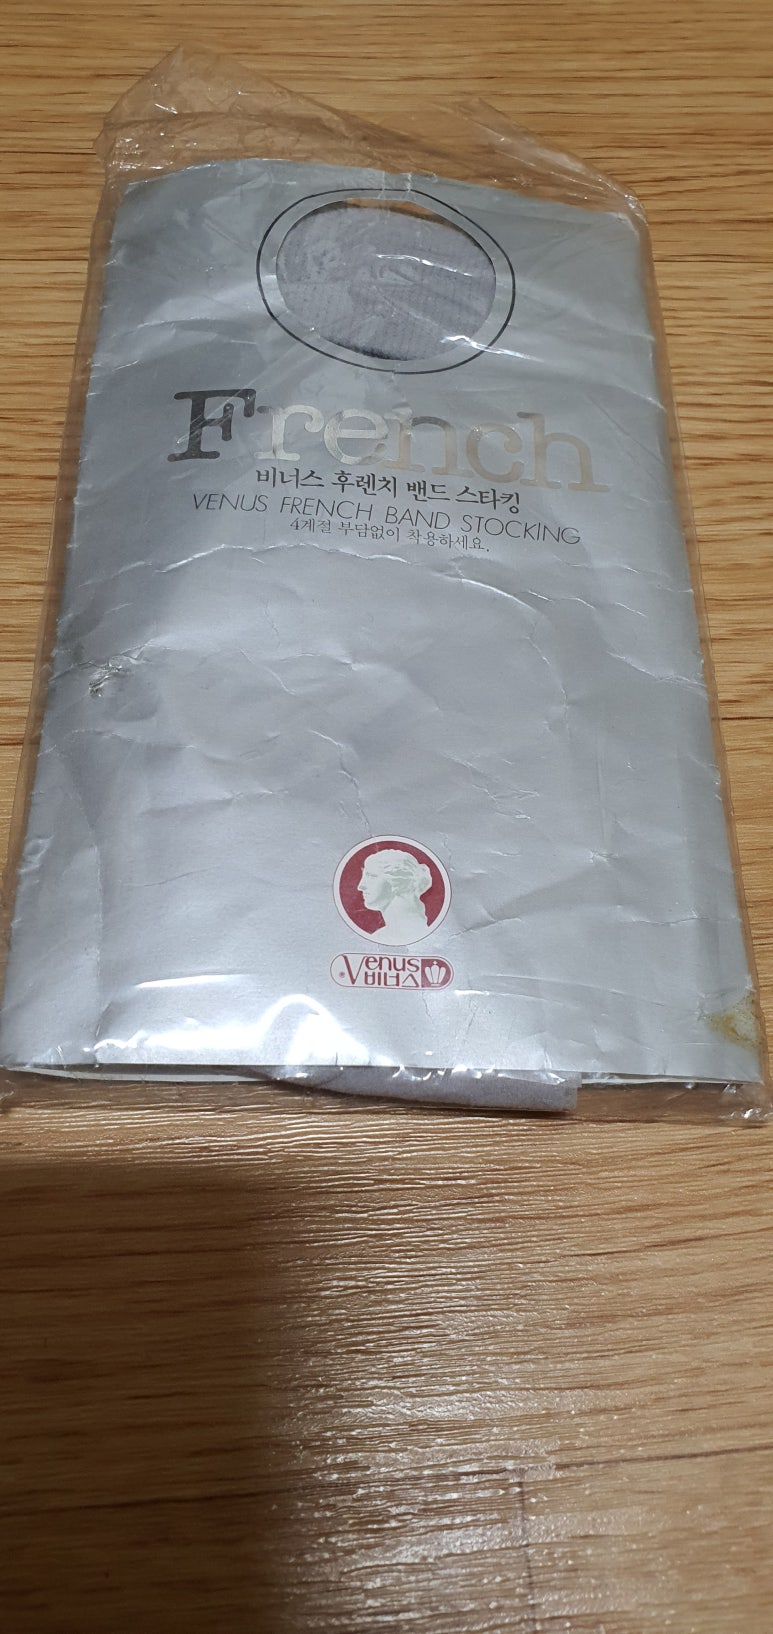 French
비너스 후렌치 밴드 스타킹
VENUS FRENCH BAND STOCKING
4계절 부담없이 착용하세요.
Venus
비너스